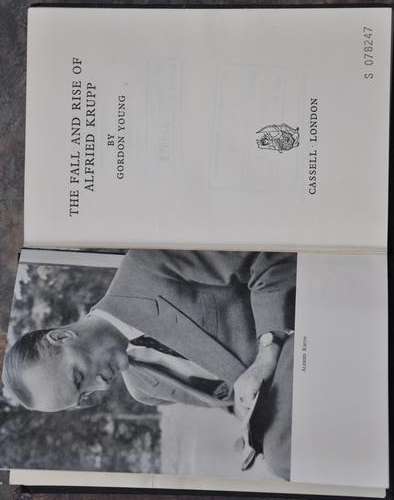 THE FALL AND RISE OF
ALFRIED KRUPP
BY
GORDON YOUNG
CASSELL LONDON
S 078247
ALFRIED KRUPP